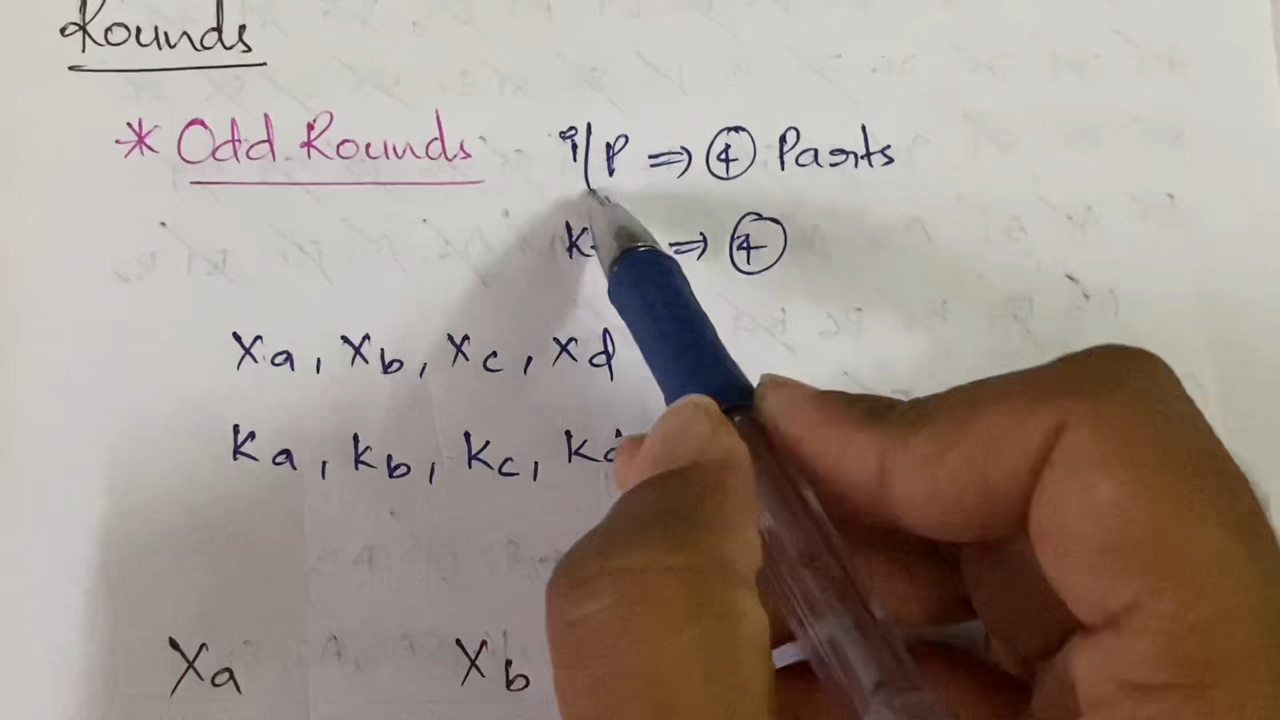 Rounds
* Odd Rounds i/p ⇒ ④ Parts
⇒ ④
Xa, Xb, Xc, Xd
Ka, Kb, Kc,
Xa Xb